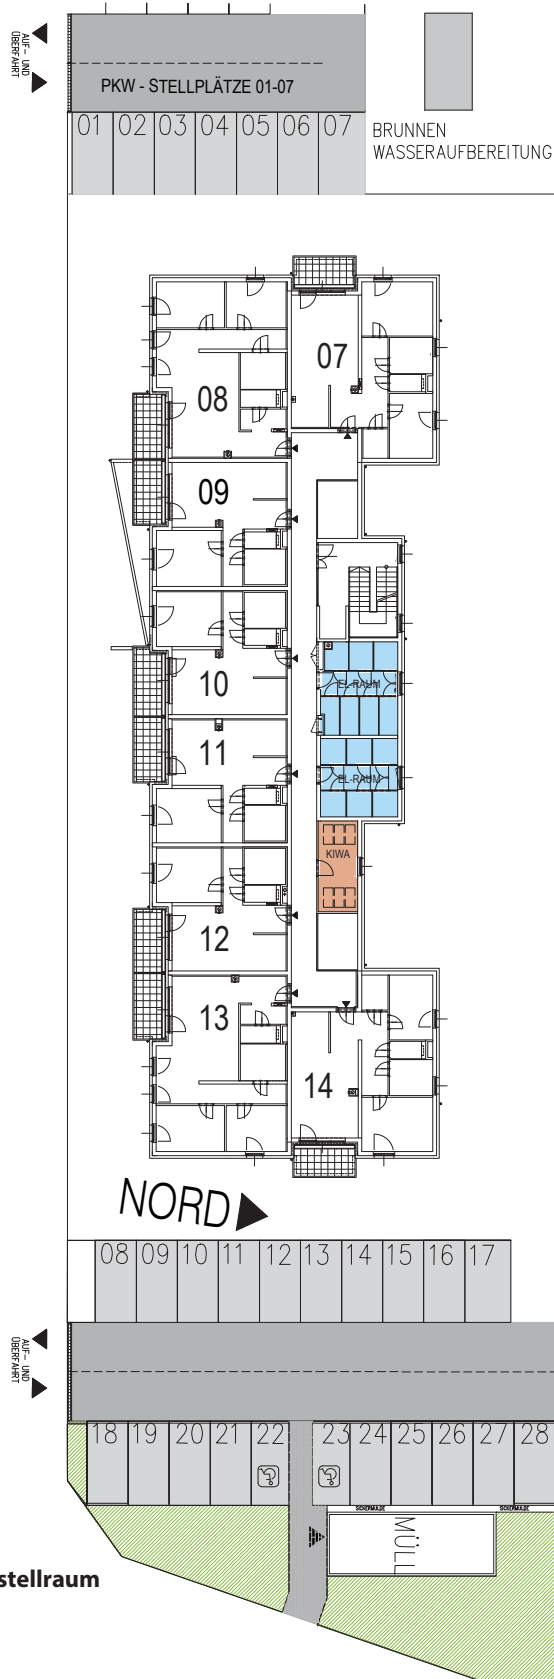 AUF- UND
ÜBERFAHRT
PKW - STELLPLÄTZE 01-07
01 02 03 04 05 06 07
BRUNNEN
WASSERAUFBEREITUNG
07
08
09
10
11
12
13
14
EL-RAUM
EL-RAUM
KIWA
NORD
08 09 10 11 12 13 14 15 16 17
AUF- UND
ÜBERFAHRT
18 19 20 21 22 23 24 25 26 27 28
SICKERMULDE SICKERMULDE
MÜLL
stellraum